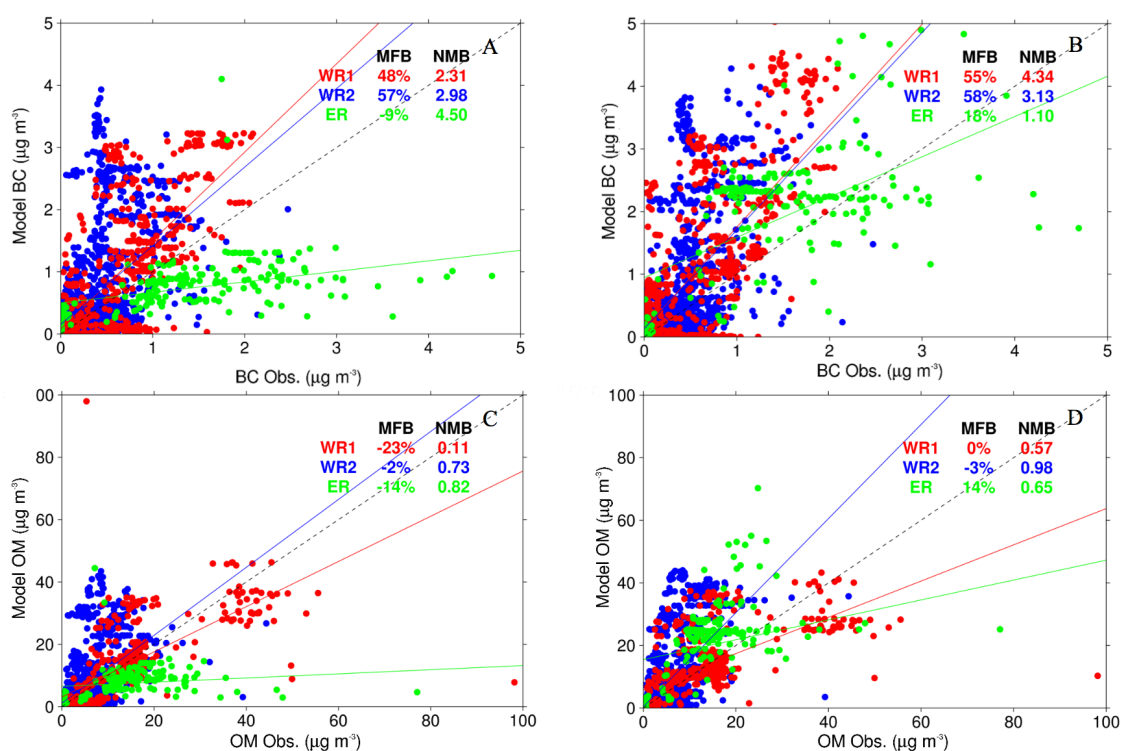 5
4
3
2
1
0
Model BC (μg m⁻³)
A
MFB NMB
WR1 48% 2.31
WR2 57% 2.98
ER -9% 4.50
0 1 2 3 4 5
BC Obs. (μg m⁻³)
5
4
3
2
1
0
Model BC (μg m⁻³)
B
MFB NMB
WR1 55% 4.34
WR2 58% 3.13
ER 18% 1.10
0 1 2 3 4 5
BC Obs. (μg m⁻³)
00
80
60
40
20
0
Model OM (μg m⁻³)
C
MFB NMB
WR1 -23% 0.11
WR2 -2% 0.73
ER -14% 0.82
0 20 40 60 80 100
OM Obs. (μg m⁻³)
100
80
60
40
20
0
Model OM (μg m⁻³)
D
MFB NMB
WR1 0% 0.57
WR2 -3% 0.98
ER 14% 0.65
0 20 40 60 80 100
OM Obs. (μg m⁻³)